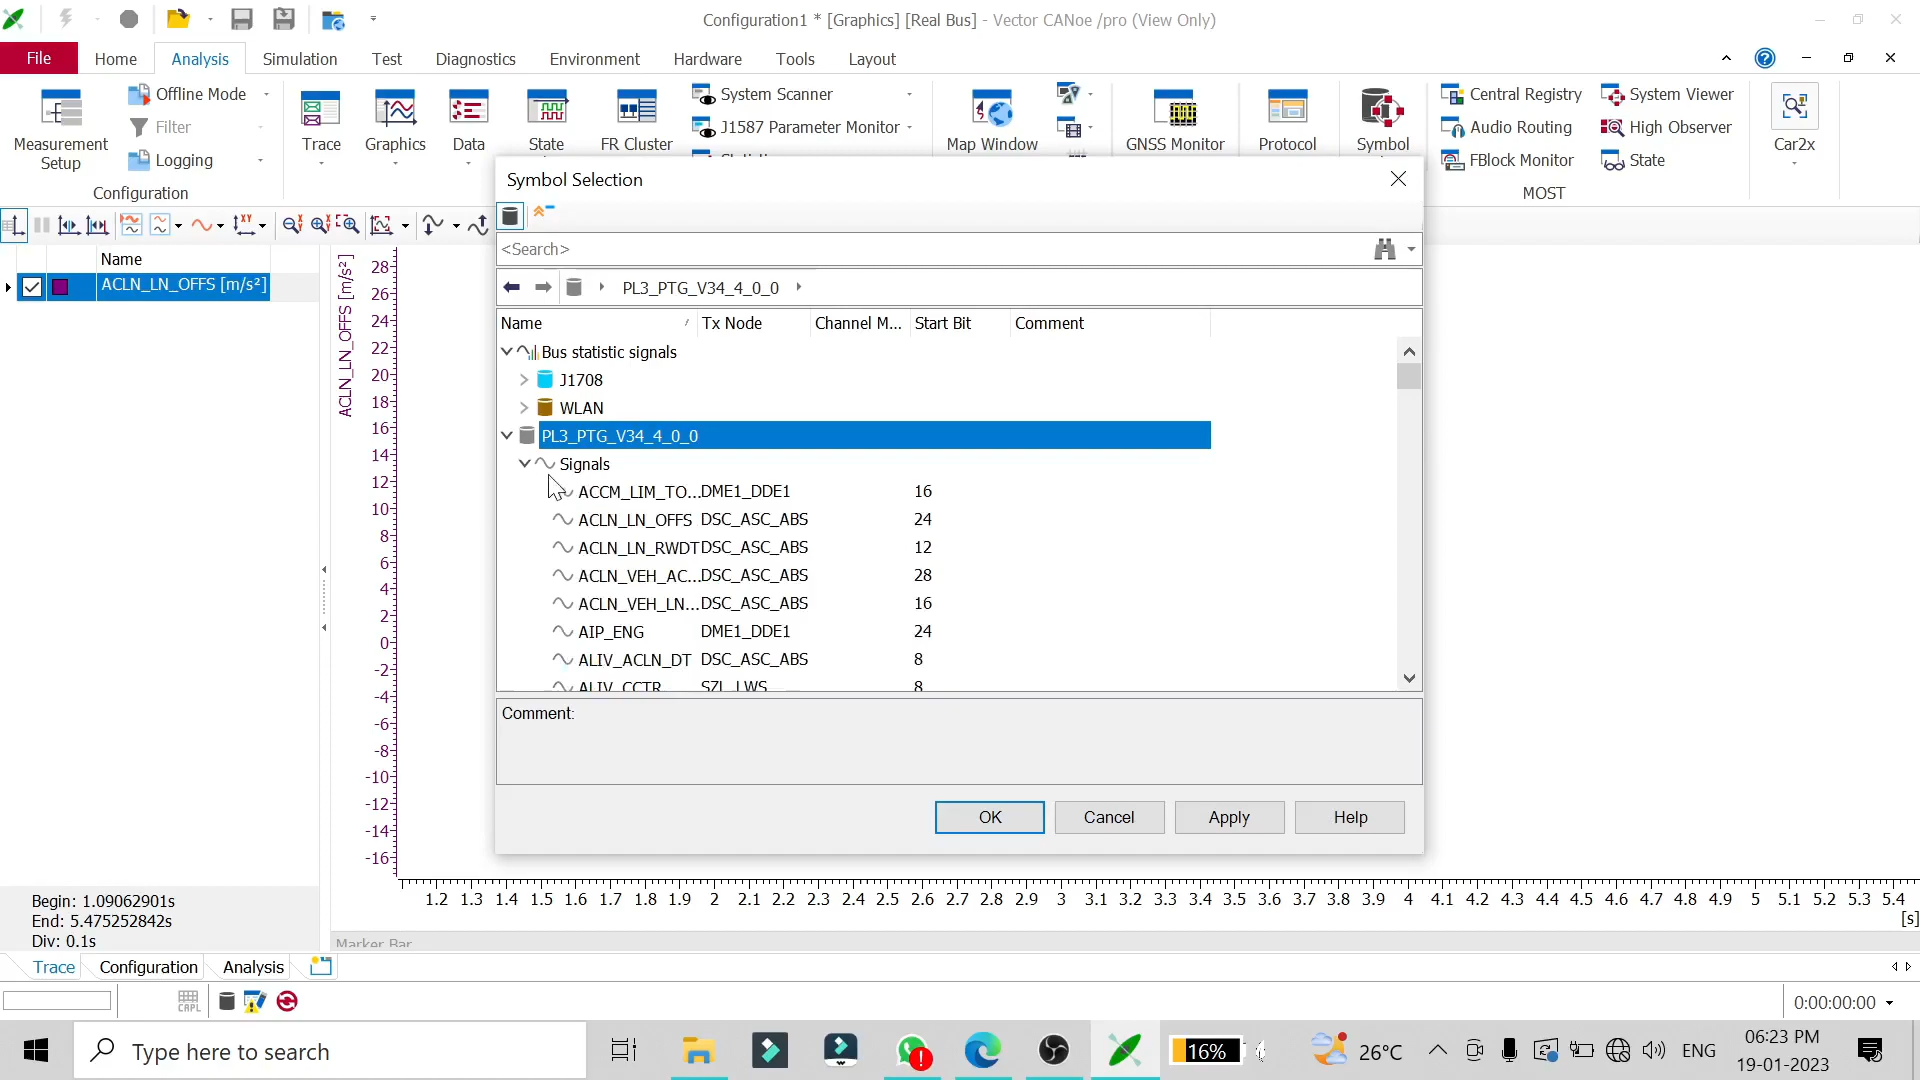 Configuration1 * [Graphics] [Real Bus] - Vector CANoe /pro (View Only)
File Home Analysis Simulation Test Diagnostics Environment Hardware Tools Layout
Measurement Setup
Offline Mode
Filter
Logging
Configuration
Trace
Graphics
Data
State
FR Cluster
System Scanner
J1587 Parameter Monitor
Map Window
GNSS Monitor
Protocol
Symbol
Central Registry
Audio Routing
FBlock Monitor
System Viewer
High Observer
State
MOST
Car2x
Name
ACLN_LN_OFFS [m/s²]
ACLN_LN_OFFS [m/s²]
28
26
24
22
20
18
16
14
12
10
8
6
4
2
0
-2
-4
-6
-8
-10
-12
-14
-16
Symbol Selection
<Search>
PL3_PTG_V34_4_0_0
Name Tx Node Channel M... Start Bit Comment
Bus statistic signals
J1708
WLAN
PL3_PTG_V34_4_0_0
Signals
ACCM_LIM_TO... DME1_DDE1 16
ACLN_LN_OFFS DSC_ASC_ABS 24
ACLN_LN_RWDT DSC_ASC_ABS 12
ACLN_VEH_AC... DSC_ASC_ABS 28
ACLN_VEH_LN... DSC_ASC_ABS 16
AIP_ENG DME1_DDE1 24
ALIV_ACLN_DT DSC_ASC_ABS 8
ALIV_CCTR SZL_LWS 8
Comment:
OK Cancel Apply Help
1.2 1.3 1.4 1.5 1.6 1.7 1.8 1.9 2 2.1 2.2 2.3 2.4 2.5 2.6 2.7 2.8 2.9 3 3.1 3.2 3.3 3.4 3.5 3.6 3.7 3.8 3.9 4 4.1 4.2 4.3 4.4 4.5 4.6 4.7 4.8 4.9 5 5.1 5.2 5.3 5.4
[s]
Begin: 1.09062901s
End: 5.475252842s
Div: 0.1s
Marker Bar
Trace Configuration Analysis
CAPL
0:00:00:00
Type here to search
16%
26°C
ENG
06:23 PM
19-01-2023